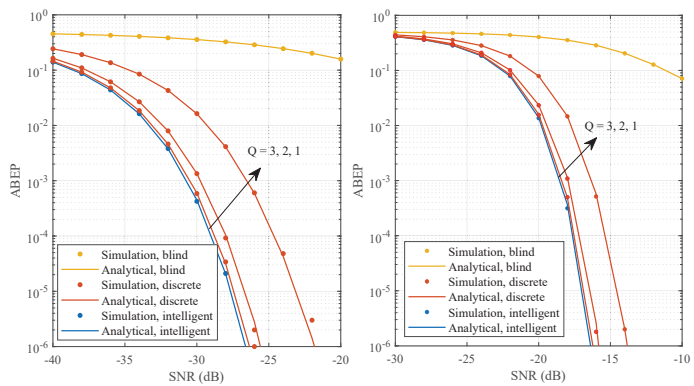 10^0
10^-1
10^-2
10^-3
10^-4
10^-5
10^-6
ABEP
Q = 3, 2, 1
Simulation, blind
Analytical, blind
Simulation, discrete
Analytical, discrete
Simulation, intelligent
Analytical, intelligent
-40 -35 -30 -25 -20
SNR (dB)
10^0
10^-1
10^-2
10^-3
10^-4
10^-5
10^-6
ABEP
Q = 3, 2, 1
Simulation, blind
Analytical, blind
Simulation, discrete
Analytical, discrete
Simulation, intelligent
Analytical, intelligent
-30 -25 -20 -15 -10
SNR (dB)